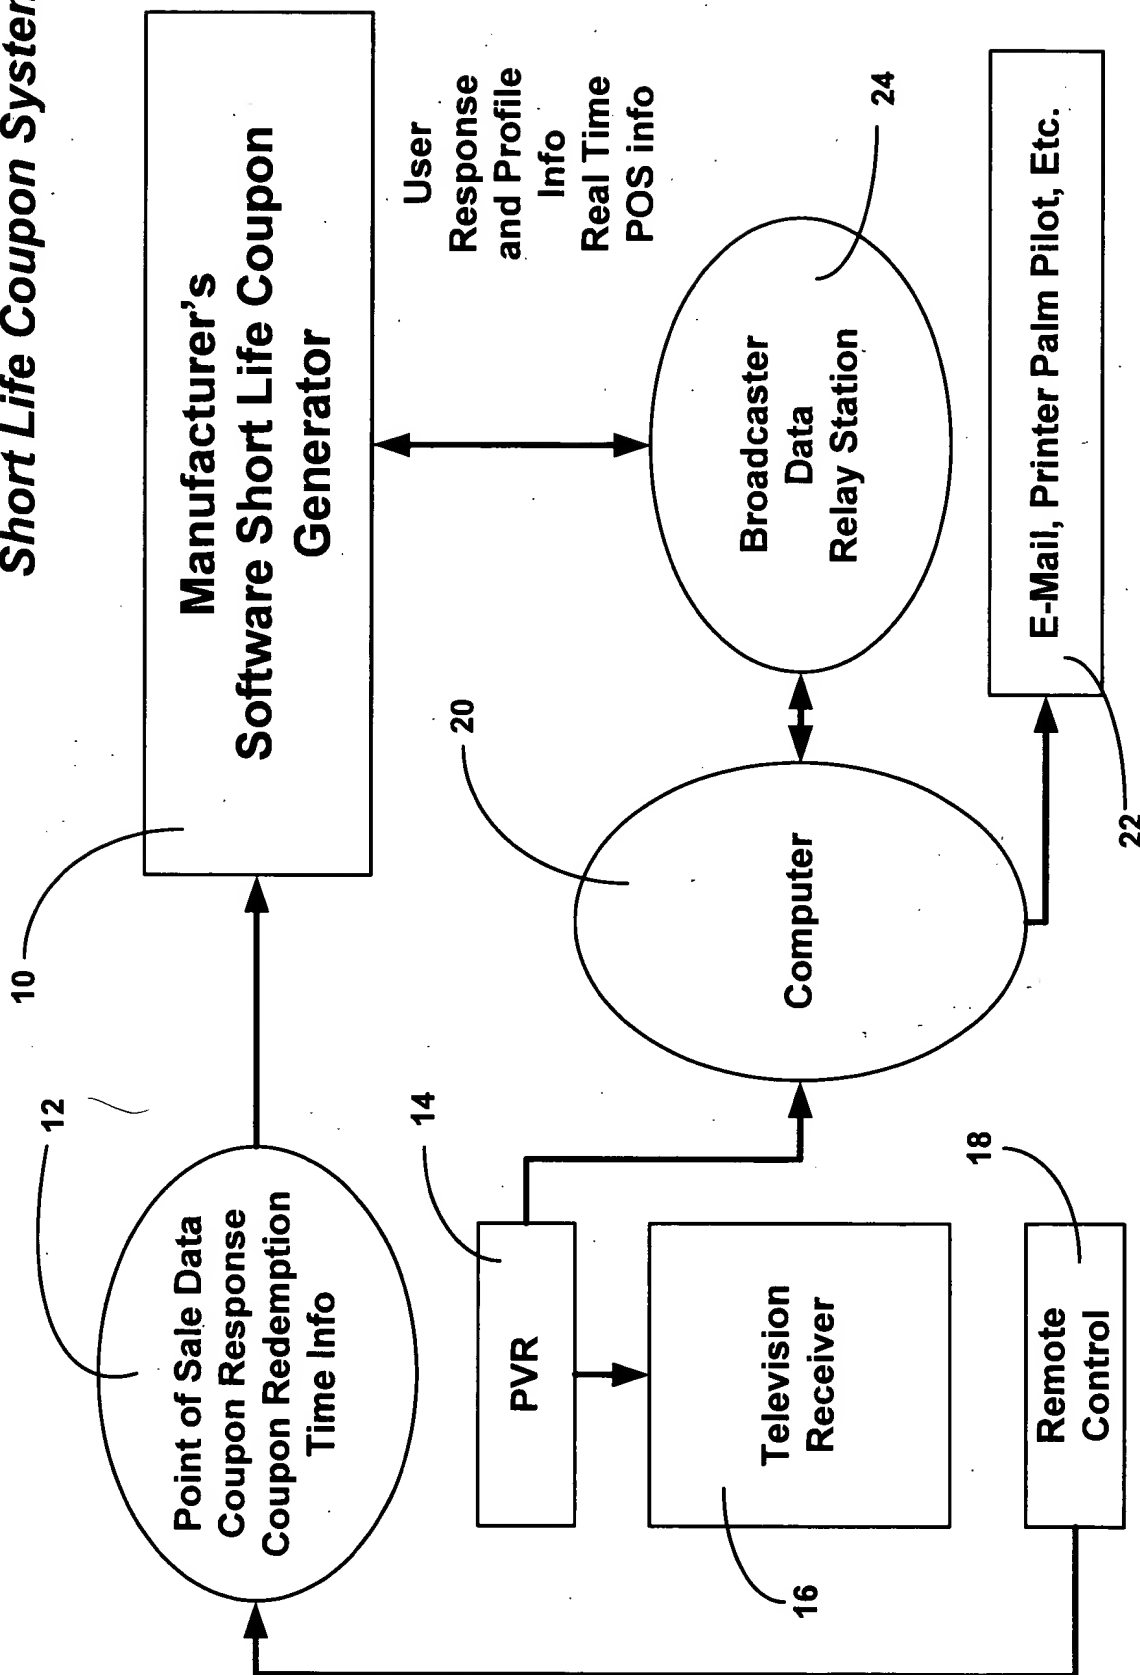 Short Life Coupon System
10
Manufacturer's
Software Short Life Coupon
Generator
12
Point of Sale Data
Coupon Response
Coupon Redemption
Time Info
User
Response
and Profile
Info
Real Time
POS info
14
PVR
20
Computer
24
Broadcaster
Data
Relay Station
16
Television
Receiver
18
Remote
Control
22
E-Mail, Printer Palm Pilot, Etc.